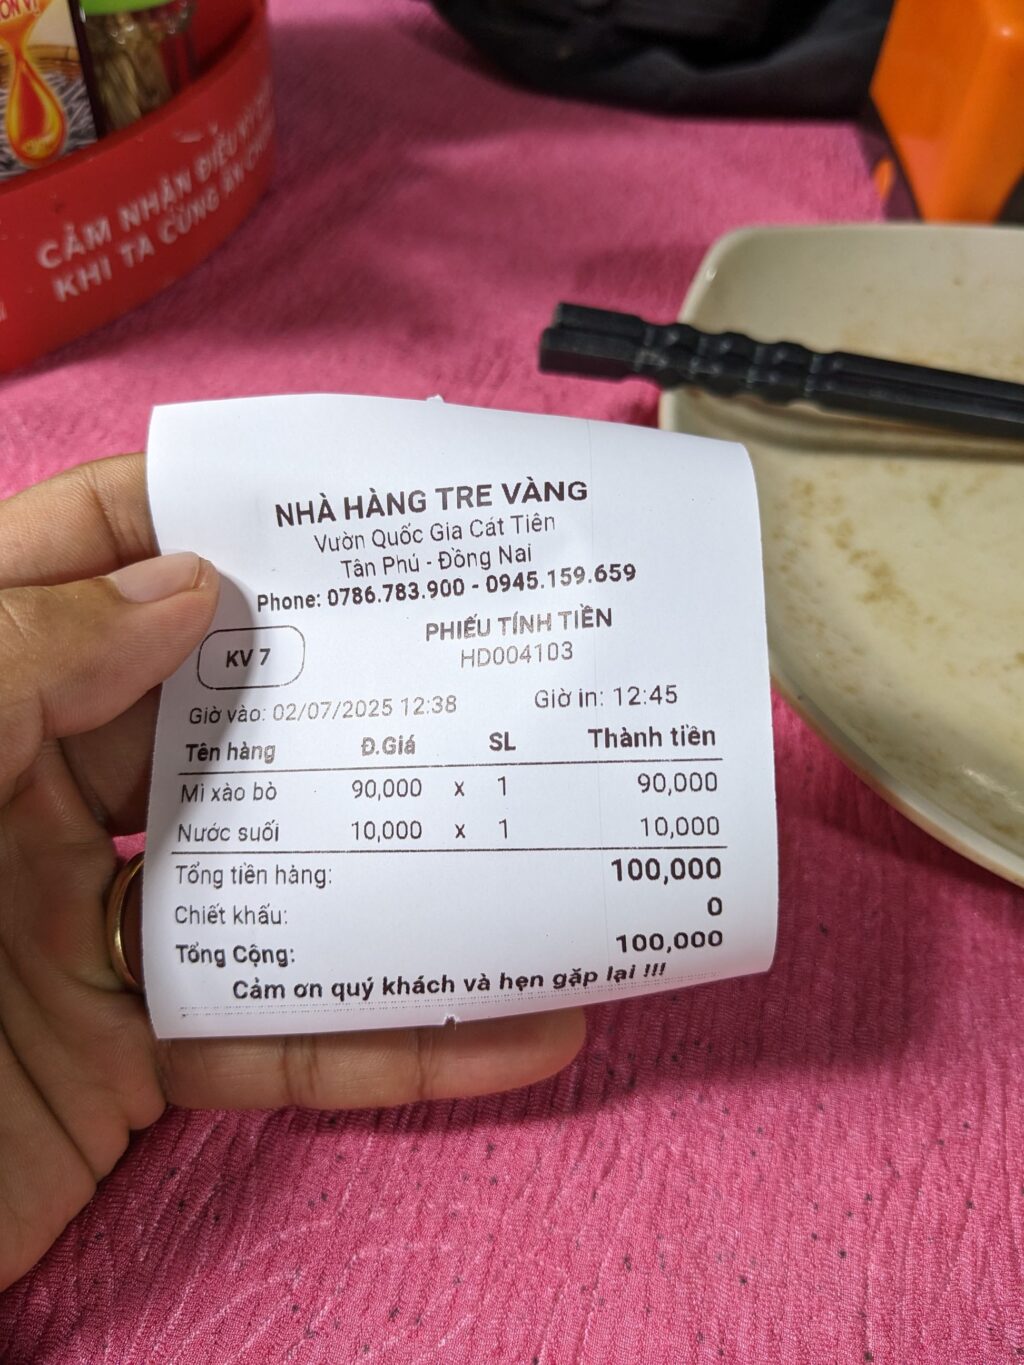 CẢM NHẬN ĐIỀU
KHI TA CÙNG ĂN
NHÀ HÀNG TRE VÀNG
Vườn Quốc Gia Cát Tiên
Tân Phú - Đồng Nai
Phone: 0786.783.900 - 0945.159.659
PHIẾU TÍNH TIỀN
KV 7
HD004103
Giờ vào: 02/07/2025 12:38 Giờ in: 12:45
Tên hàng Đ.Giá SL Thành tiền
Mì xào bò 90,000 x 1 90,000
Nước suối 10,000 x 1 10,000
Tổng tiền hàng: 100,000
Chiết khấu: 0
Tổng Cộng: 100,000
Cảm ơn quý khách và hẹn gặp lại !!!